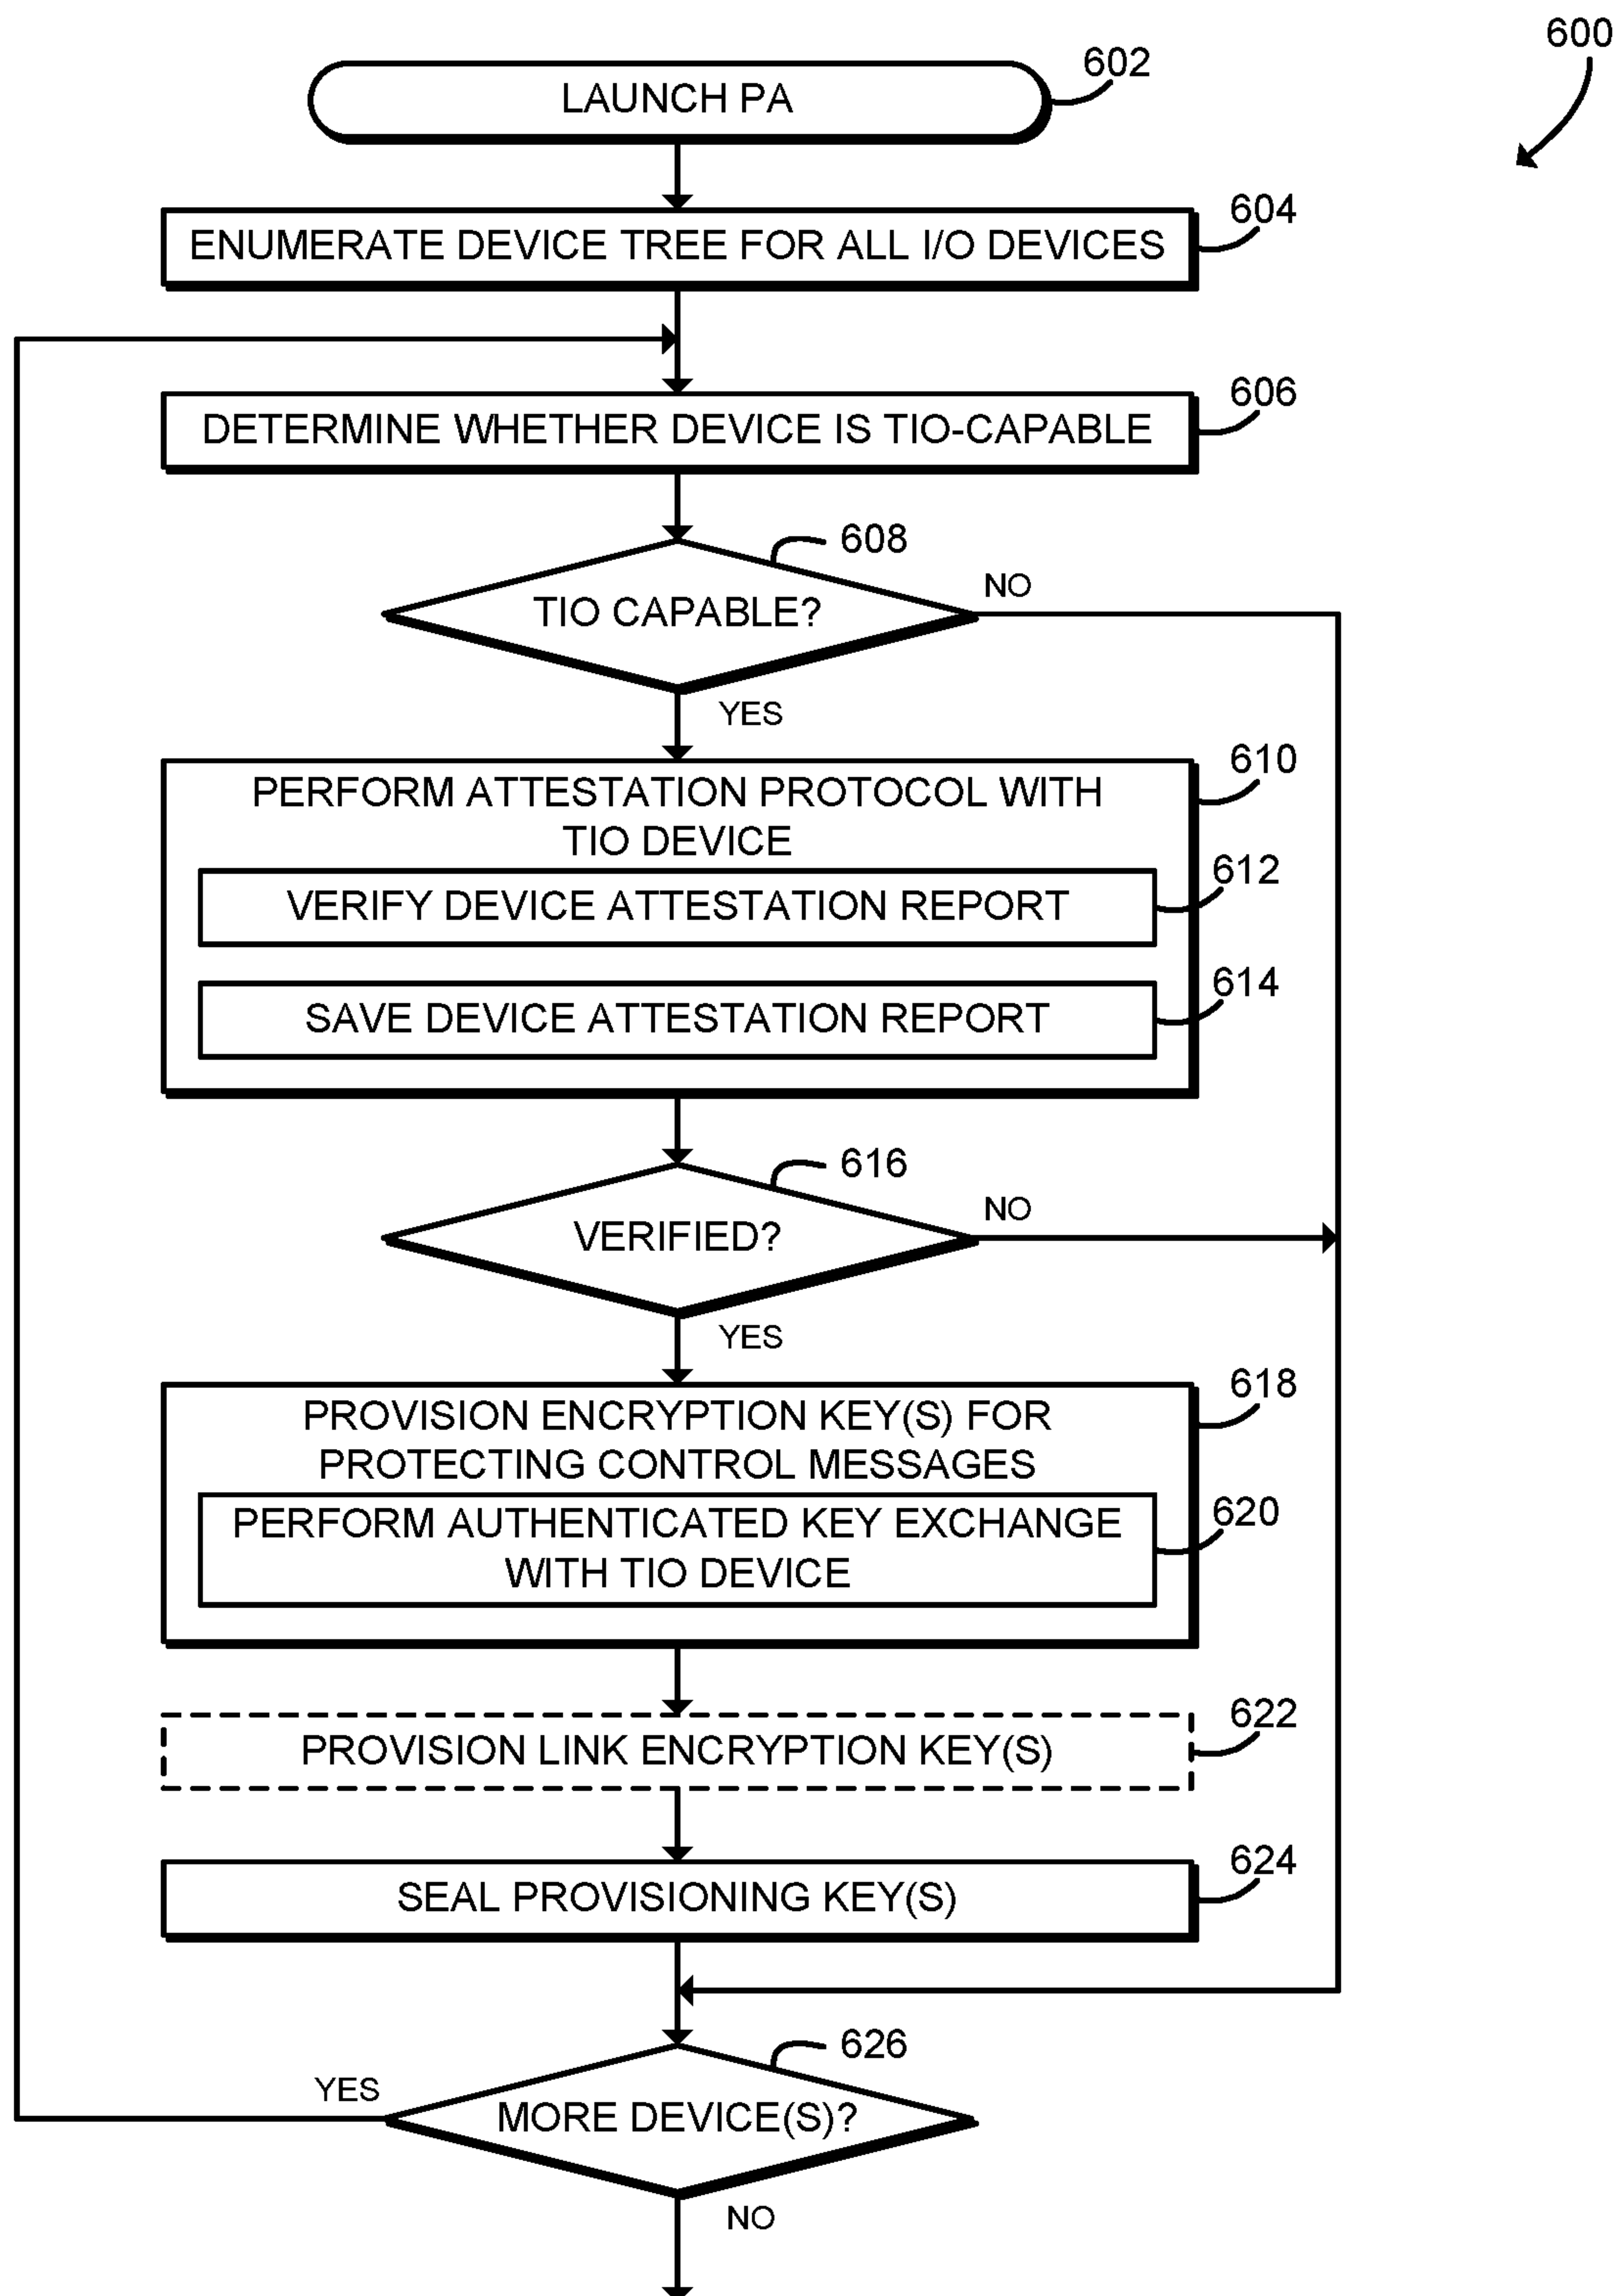 600
LAUNCH PA
602
ENUMERATE DEVICE TREE FOR ALL I/O DEVICES
604
DETERMINE WHETHER DEVICE IS TIO-CAPABLE
606
608
TIO CAPABLE?
NO
YES
PERFORM ATTESTATION PROTOCOL WITH
TIO DEVICE
610
VERIFY DEVICE ATTESTATION REPORT
612
SAVE DEVICE ATTESTATION REPORT
614
616
VERIFIED?
NO
YES
PROVISION ENCRYPTION KEY(S) FOR
PROTECTING CONTROL MESSAGES
618
PERFORM AUTHENTICATED KEY EXCHANGE
WITH TIO DEVICE
620
PROVISION LINK ENCRYPTION KEY(S)
622
SEAL PROVISIONING KEY(S)
624
626
YES
MORE DEVICE(S)?
NO